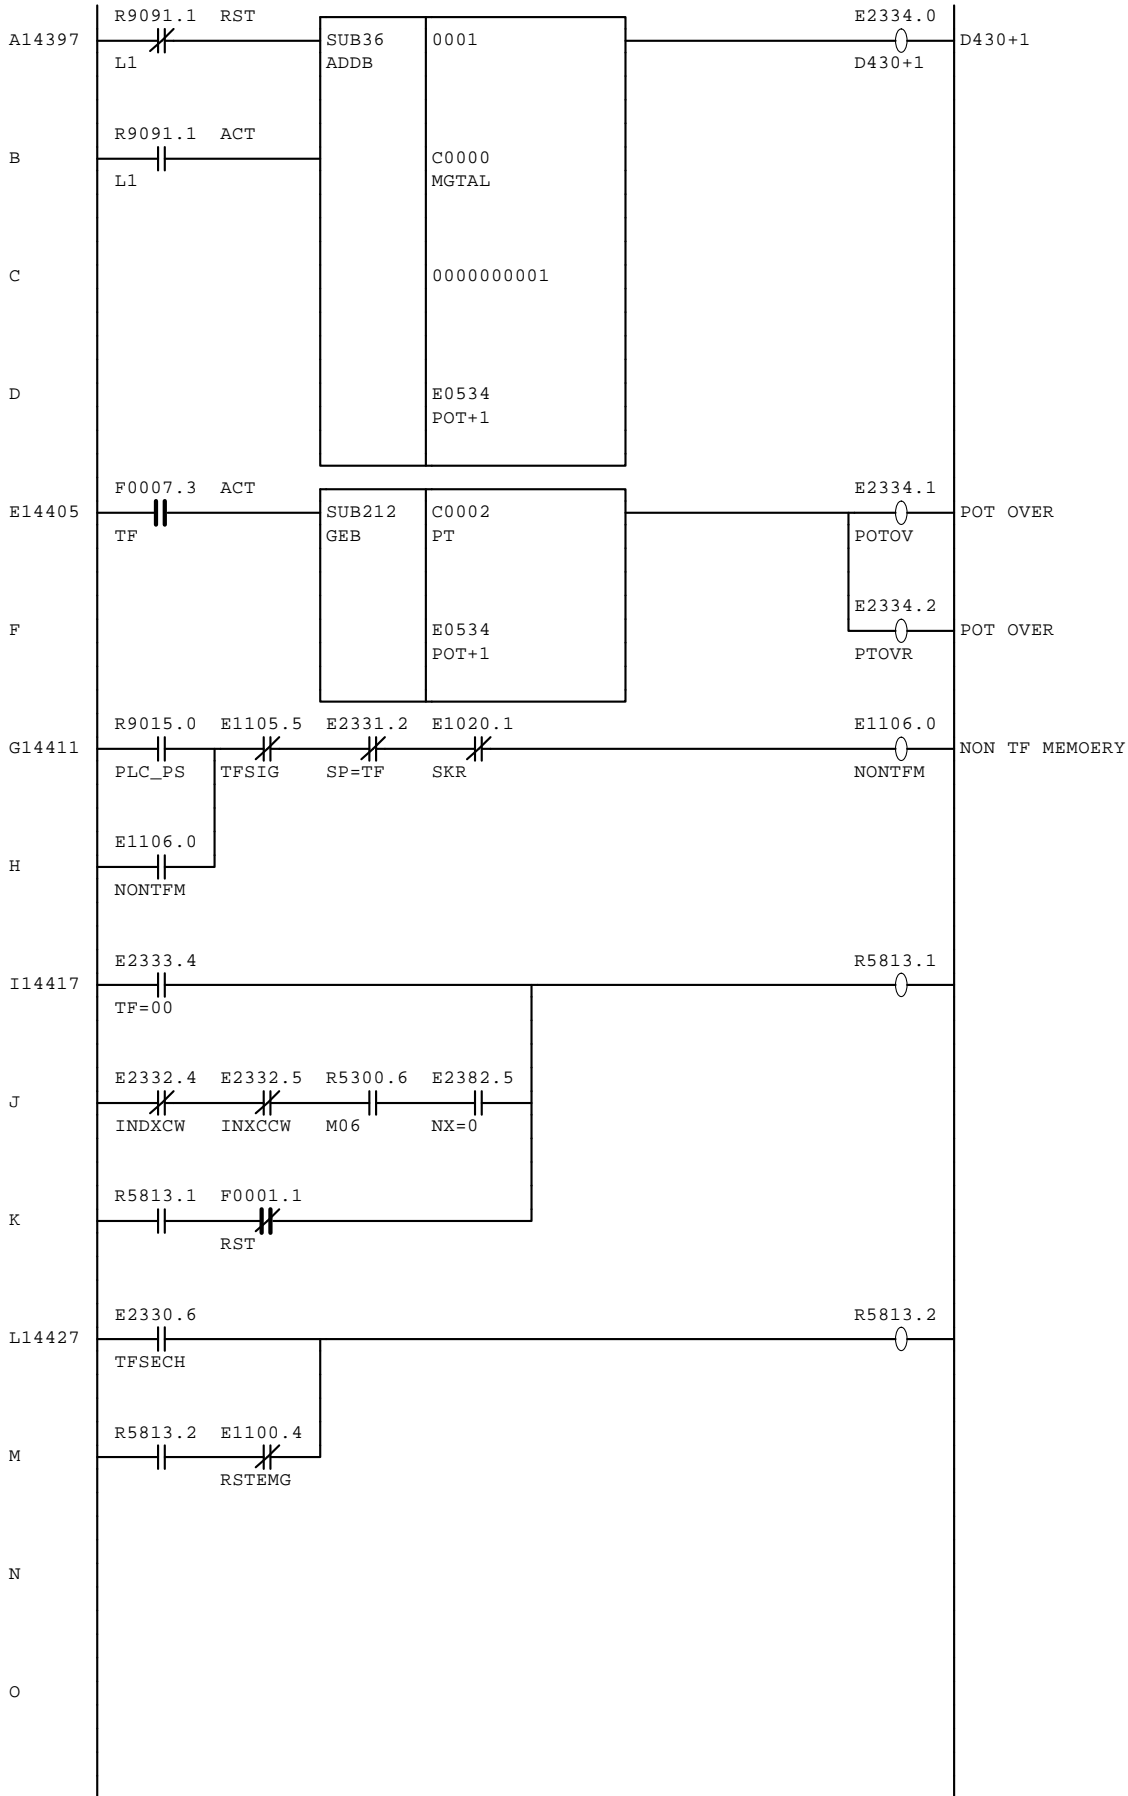 R9091.1 RST E2334.0
A14397 SUB36 0001 D430+1
L1 ADDB D430+1
R9091.1 ACT
B C0000
L1 MGTAL
C 0000000001
D E0534
POT+1
F0007.3 ACT E2334.1
E14405 SUB212 C0002 POT OVER
TF GEB PT POTOV
E2334.2
F E0534 POT OVER
POT+1 PTOVR
R9015.0 E1105.5 E2331.2 E1020.1 E1106.0
G14411 NON TF MEMOERY
PLC_PS TFSIG SP=TF SKR NONTFM
E1106.0
H
NONTFM
E2333.4 R5813.1
I14417
TF=00
E2332.4 E2332.5 R5300.6 E2382.5
J
INDXCW INXCCW M06 NX=0
R5813.1 F0001.1
K
RST
E2330.6 R5813.2
L14427
TFSECH
R5813.2 E1100.4
M
RSTEMG
N
O